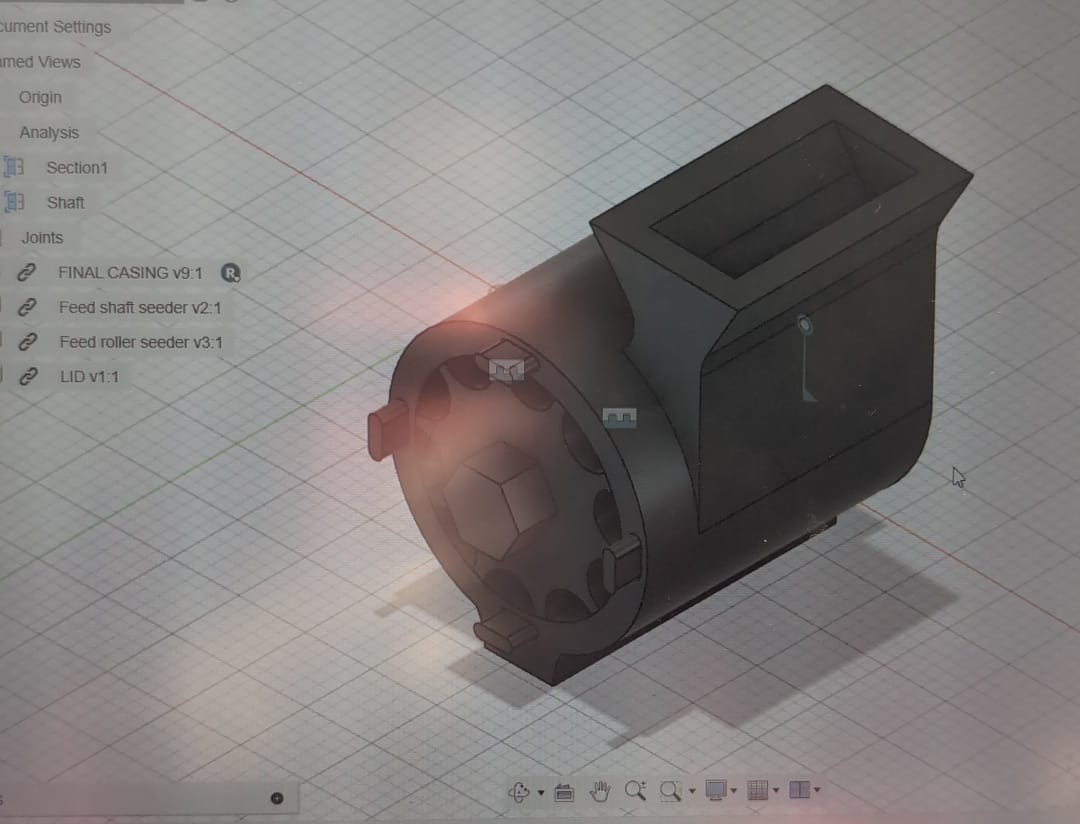 cument Settings
amed Views
Origin
Analysis
Section1
Shaft
Joints
FINAL CASING v9:1 R
Feed shaft seeder v2:1
Feed roller seeder v3:1
LID v1:1
s